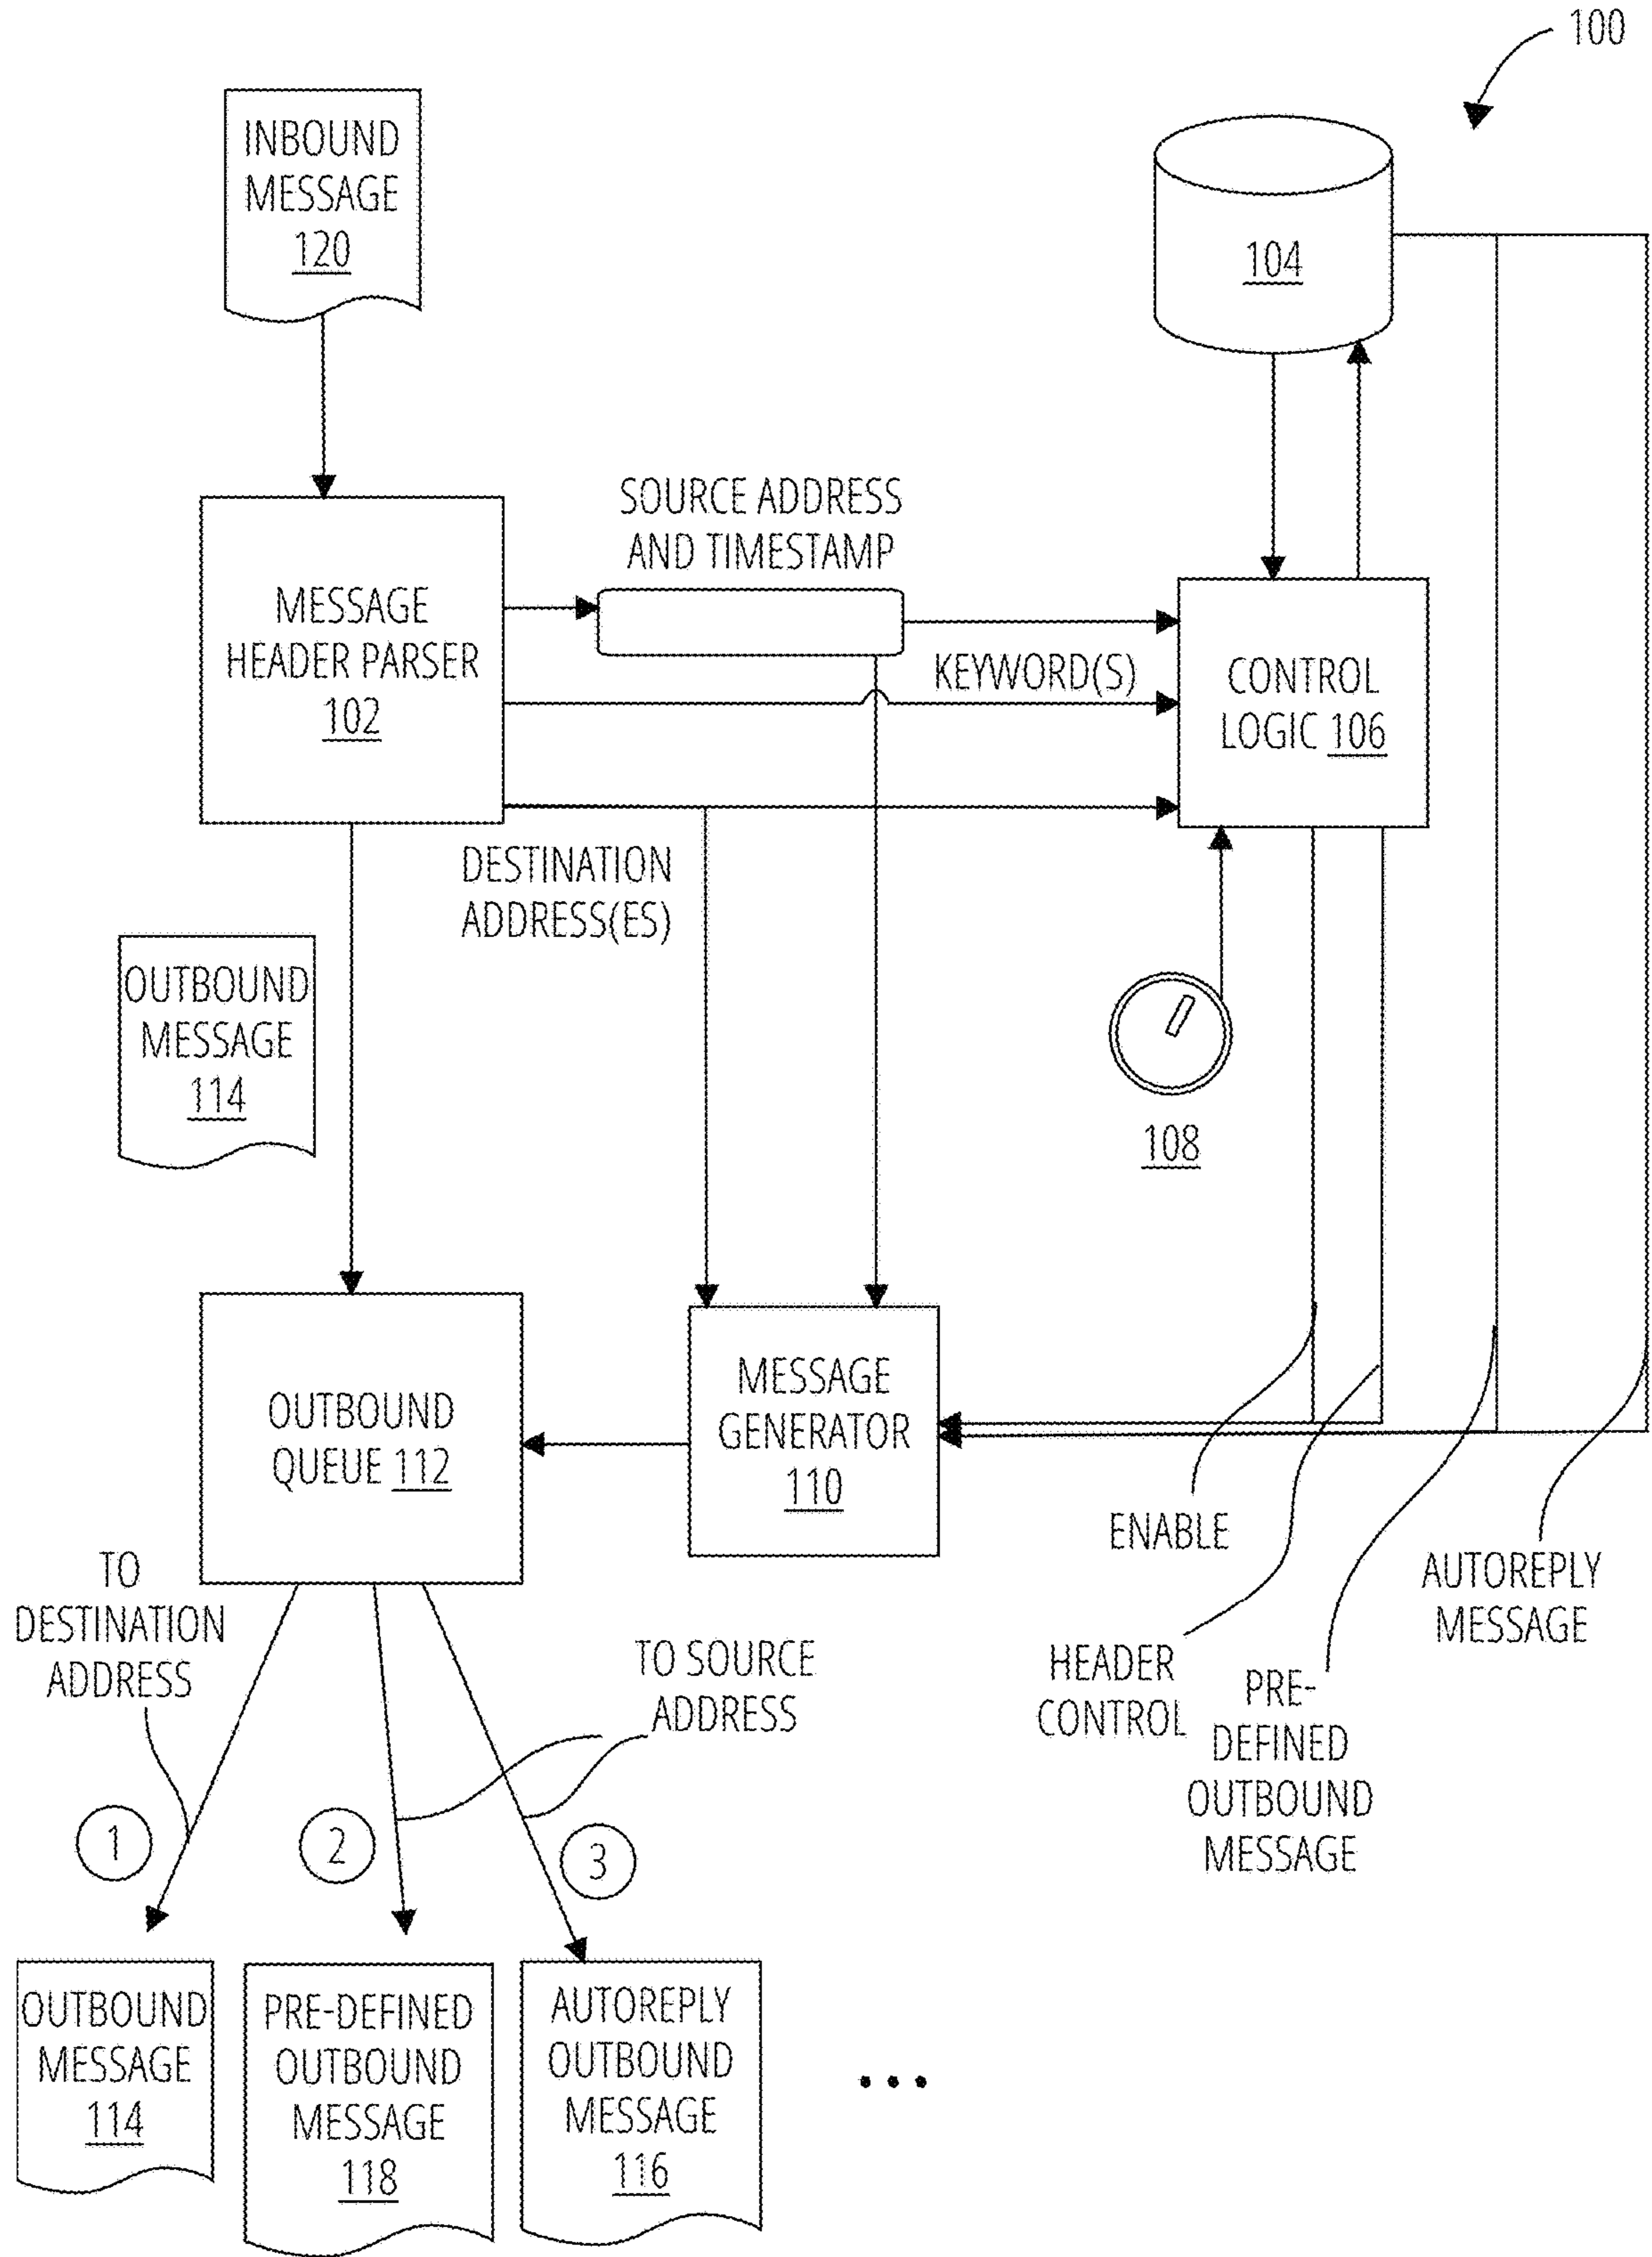 100
INBOUND
MESSAGE
120
104
SOURCE ADDRESS
AND TIMESTAMP
MESSAGE
HEADER PARSER
102
KEYWORD(S)
CONTROL
LOGIC 106
DESTINATION
ADDRESS(ES)
OUTBOUND
MESSAGE
114
108
MESSAGE
GENERATOR
110
OUTBOUND
QUEUE 112
ENABLE
AUTOREPLY
MESSAGE
TO
DESTINATION
ADDRESS
TO SOURCE
ADDRESS
HEADER
CONTROL
PRE-
DEFINED
OUTBOUND
MESSAGE
1
2
3
OUTBOUND
MESSAGE
114
PRE-DEFINED
OUTBOUND
MESSAGE
118
AUTOREPLY
OUTBOUND
MESSAGE
116
...